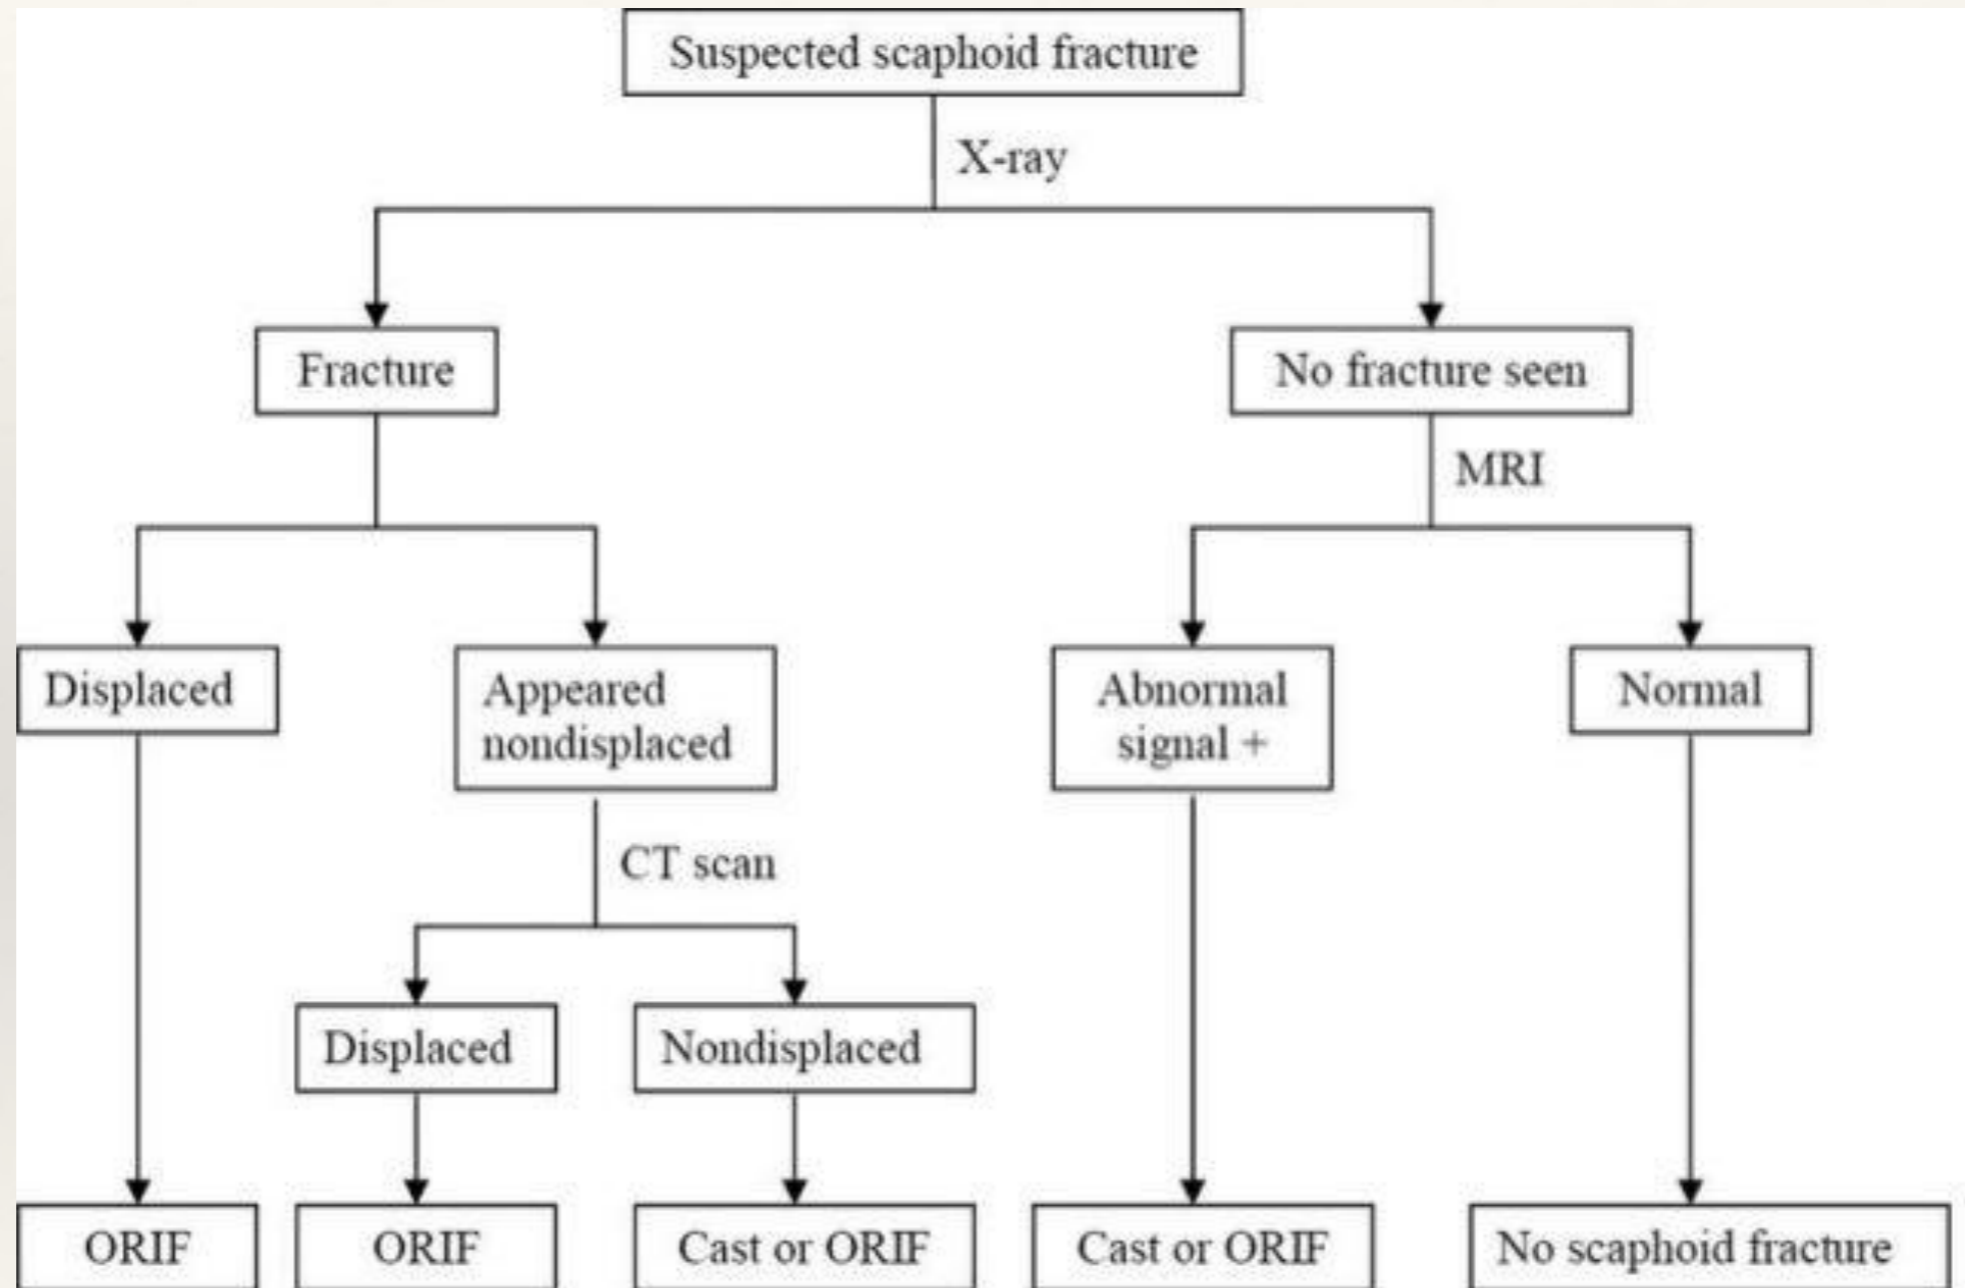 Suspected scaphoid fracture
X-ray
Fracture
No fracture seen
MRI
Displaced
Appeared
nondisplaced
Abnormal
signal +
Normal
CT scan
Displaced
Nondisplaced
ORIF
ORIF
Cast or ORIF
Cast or ORIF
No scaphoid fracture